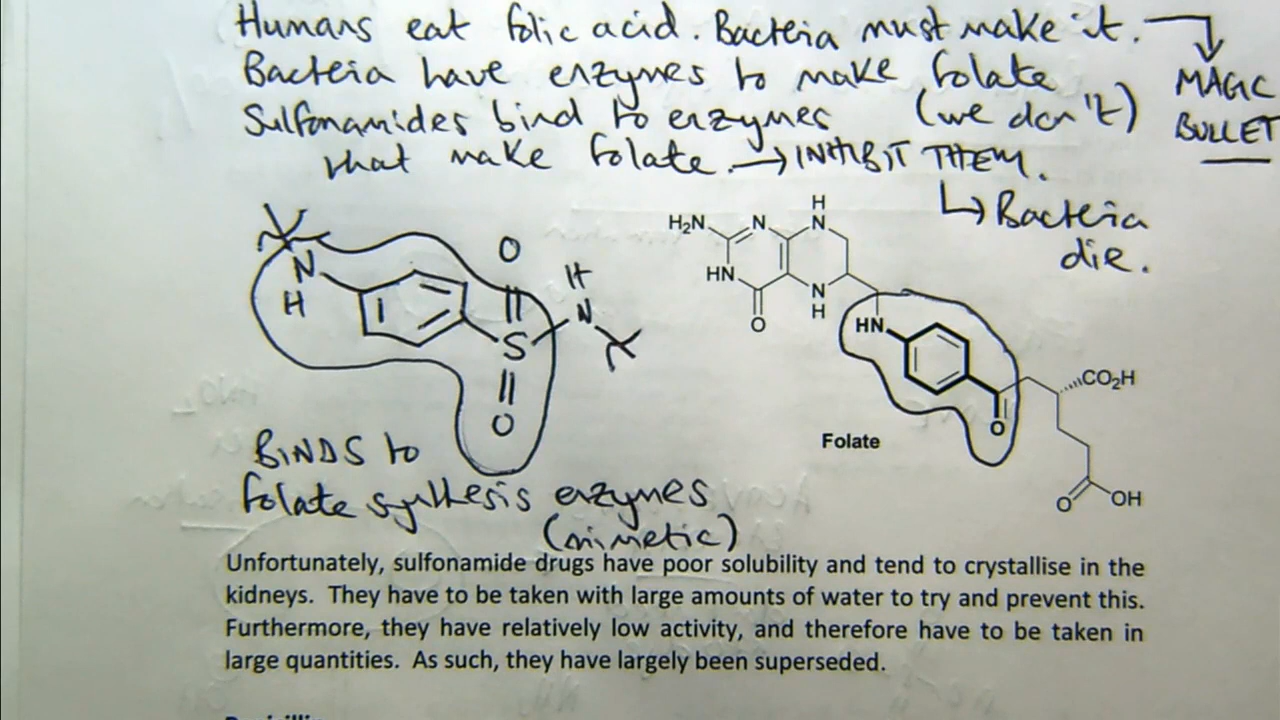 Humans eat folic acid. Bacteria must make it. →
Bacteria have enzymes to make folate
MAGIC
BULLET
Sulfonamides bind to enzymes (we don't)
that make folate. → INHIBIT THEM.
↳ Bacteria
die.
N
H
O
S
O
H
N
H₂N
N
H
N
HN
O
N
H
HN
O
CO₂H
O
OH
Folate
BINDS to
folate synthesis enzymes
(mimetic)
Unfortunately, sulfonamide drugs have poor solubility and tend to crystallise in the
kidneys. They have to be taken with large amounts of water to try and prevent this.
Furthermore, they have relatively low activity, and therefore have to be taken in
large quantities. As such, they have largely been superseded.